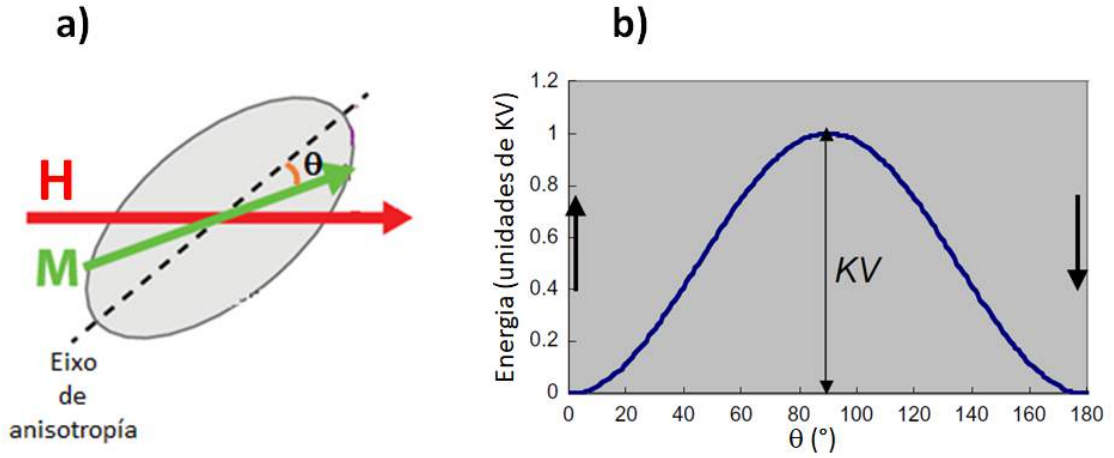 a)
H
M
θ
Eixo
de
anisotropía
b)
Energia (unidades de KV)
1.2
1
0.8
0.6
0.4
0.2
0
KV
0 20 40 60 80 100 120 140 160 180
θ (°)